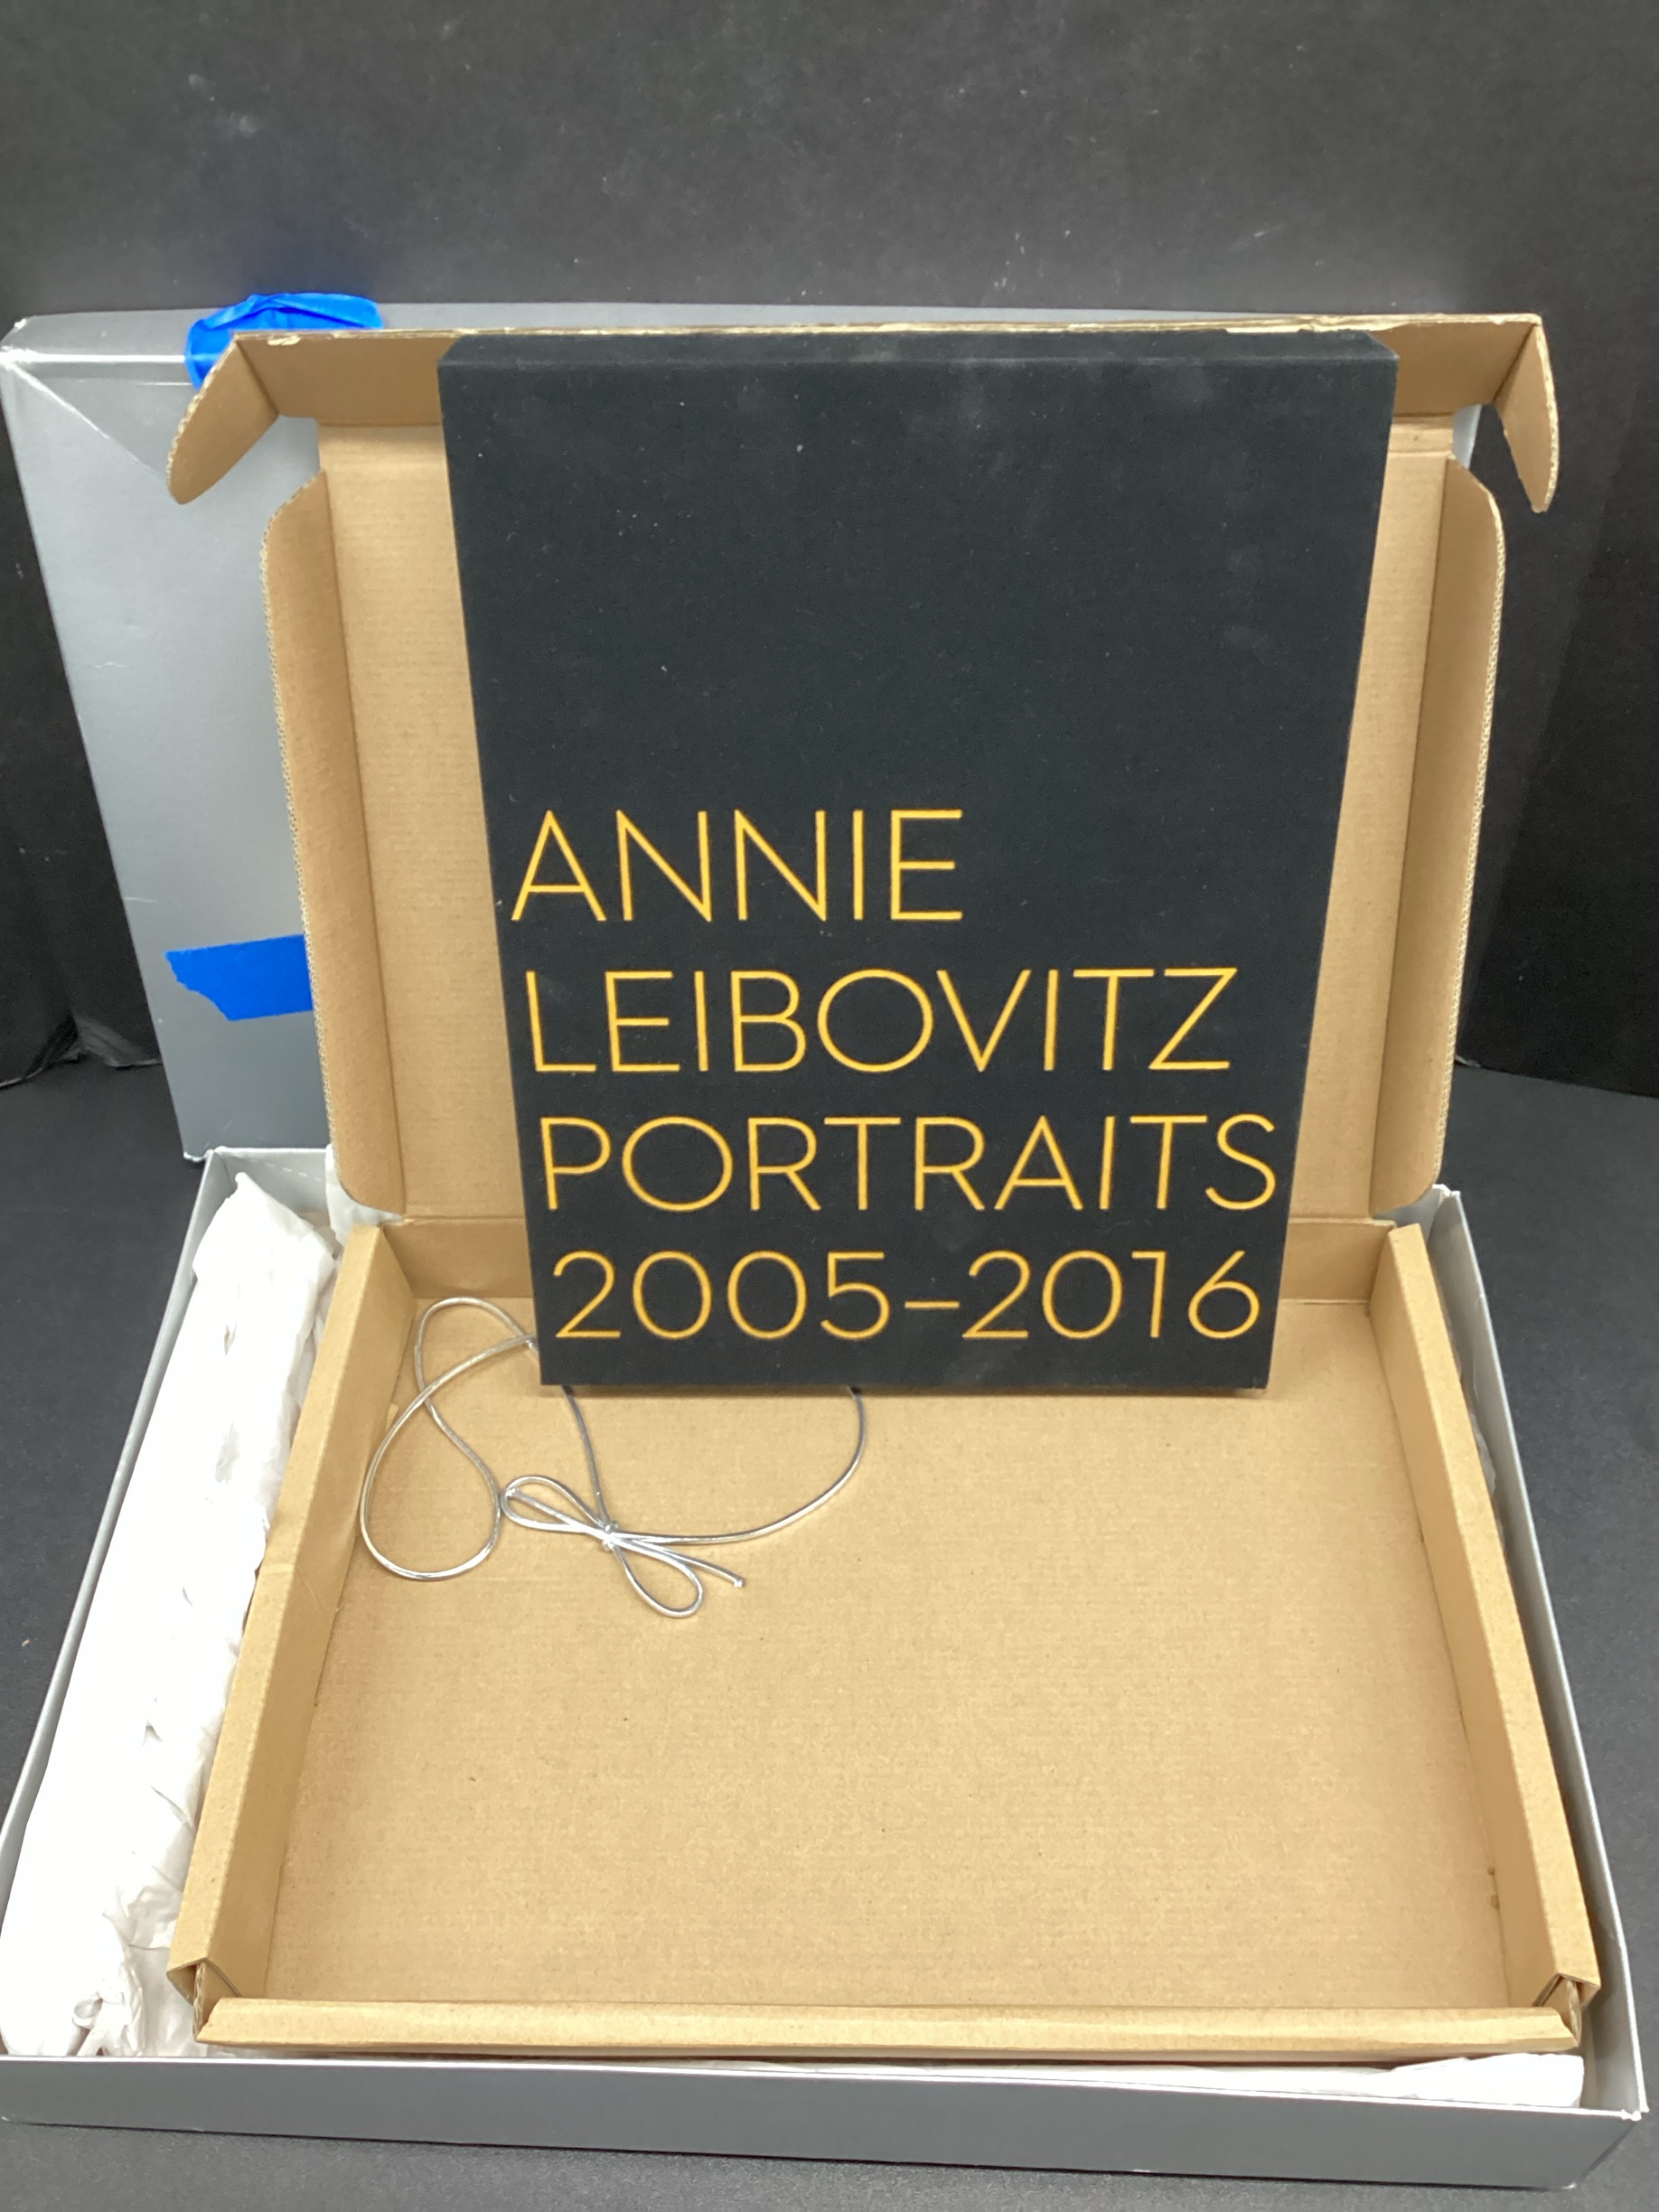 ANNIE
LEIBOVITZ
PORTRAITS
2005–2016